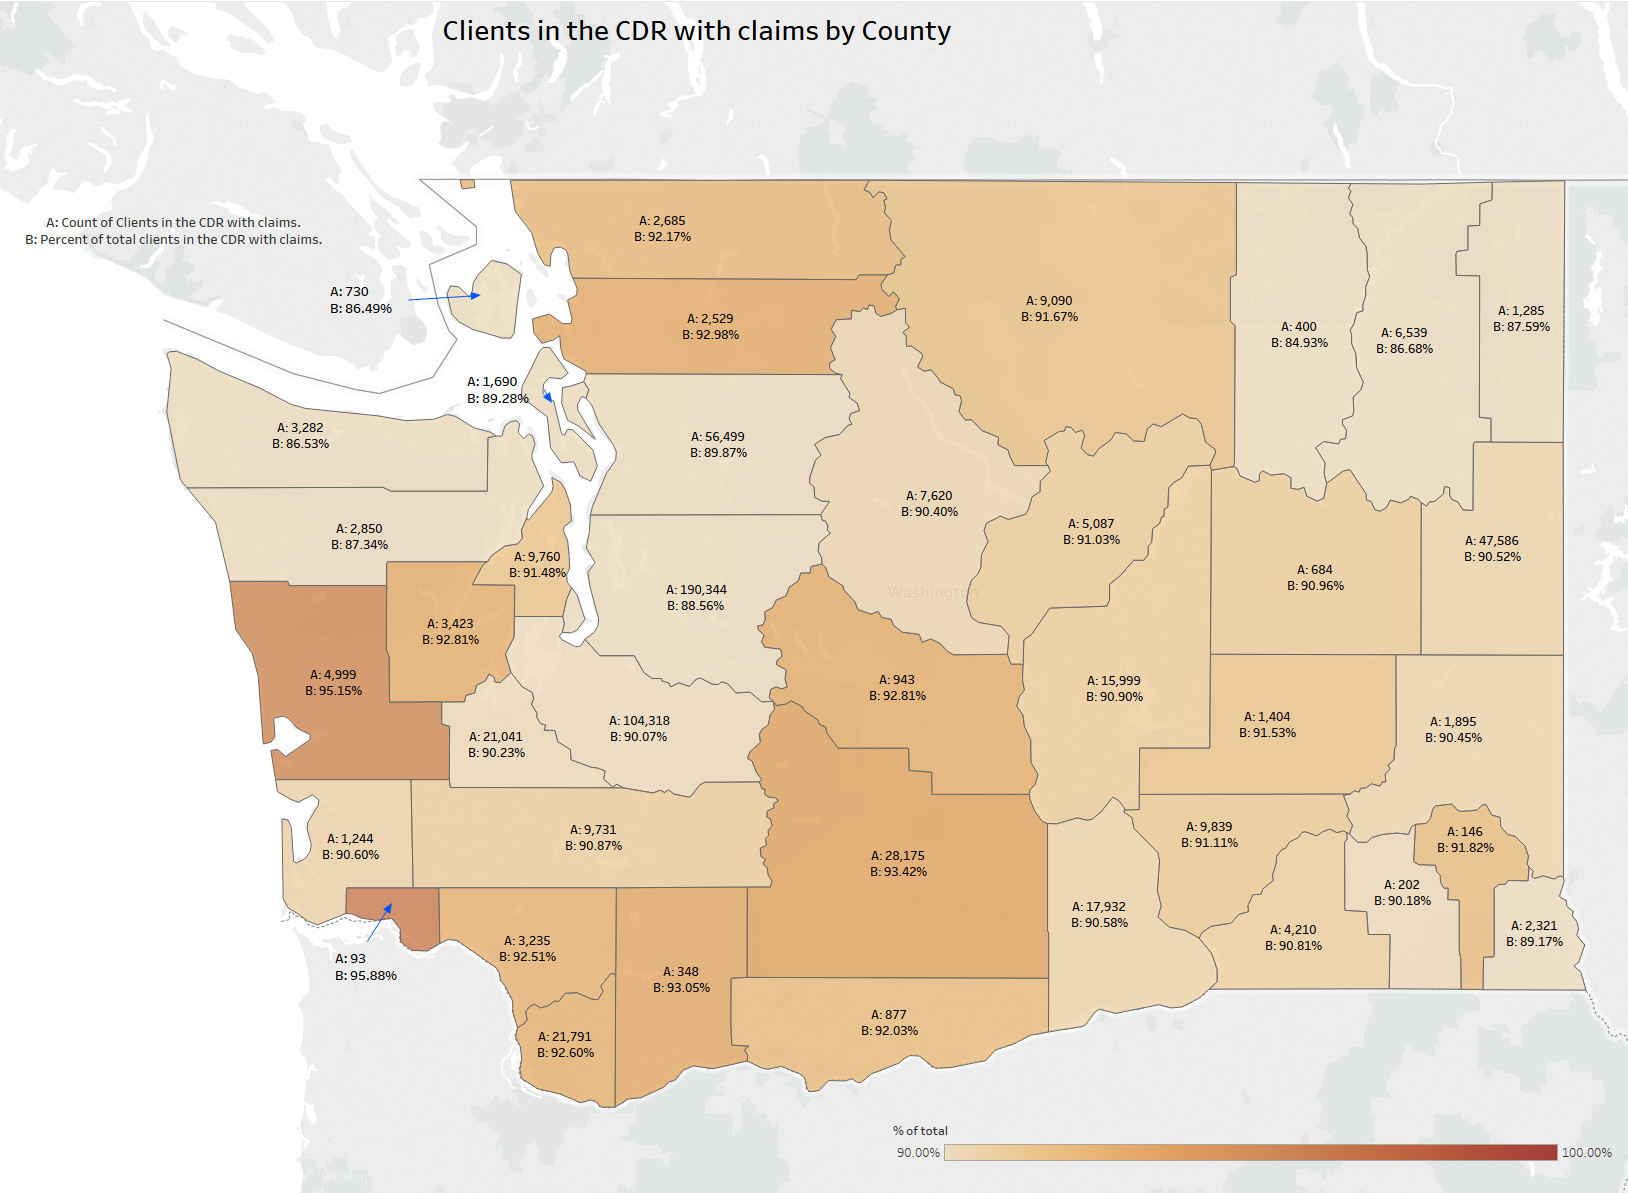 Clients in the CDR with claims by County
A: Count of Clients in the CDR with claims.
B: Percent of total clients in the CDR with claims.
A: 2,685
B: 92.17%
A: 730
B: 86.49%
A: 2,529
B: 92.98%
A: 9,090
B: 91.67%
A: 400
B: 84.93%
A: 6,539
B: 86.68%
A: 1,285
B: 87.59%
A: 1,690
B: 89.28%
A: 3,282
B: 86.53%
A: 56,499
B: 89.87%
A: 7,620
B: 90.40%
A: 5,087
B: 91.03%
A: 2,850
B: 87.34%
A: 9,760
B: 91.48%
A: 47,586
B: 90.52%
A: 684
B: 90.96%
A: 190,344
B: 88.56%
Washington
A: 3,423
B: 92.81%
A: 4,999
B: 95.15%
A: 943
B: 92.81%
A: 15,999
B: 90.90%
A: 1,404
B: 91.53%
A: 1,895
B: 90.45%
A: 21,041
B: 90.23%
A: 104,318
B: 90.07%
A: 1,244
B: 90.60%
A: 9,731
B: 90.87%
A: 28,175
B: 93.42%
A: 9,839
B: 91.11%
A: 146
B: 91.82%
A: 202
B: 90.18%
A: 17,932
B: 90.58%
A: 4,210
B: 90.81%
A: 2,321
B: 89.17%
A: 93
B: 95.88%
A: 3,235
B: 92.51%
A: 348
B: 93.05%
A: 877
B: 92.03%
A: 21,791
B: 92.60%
% of total
90.00%
100.00%